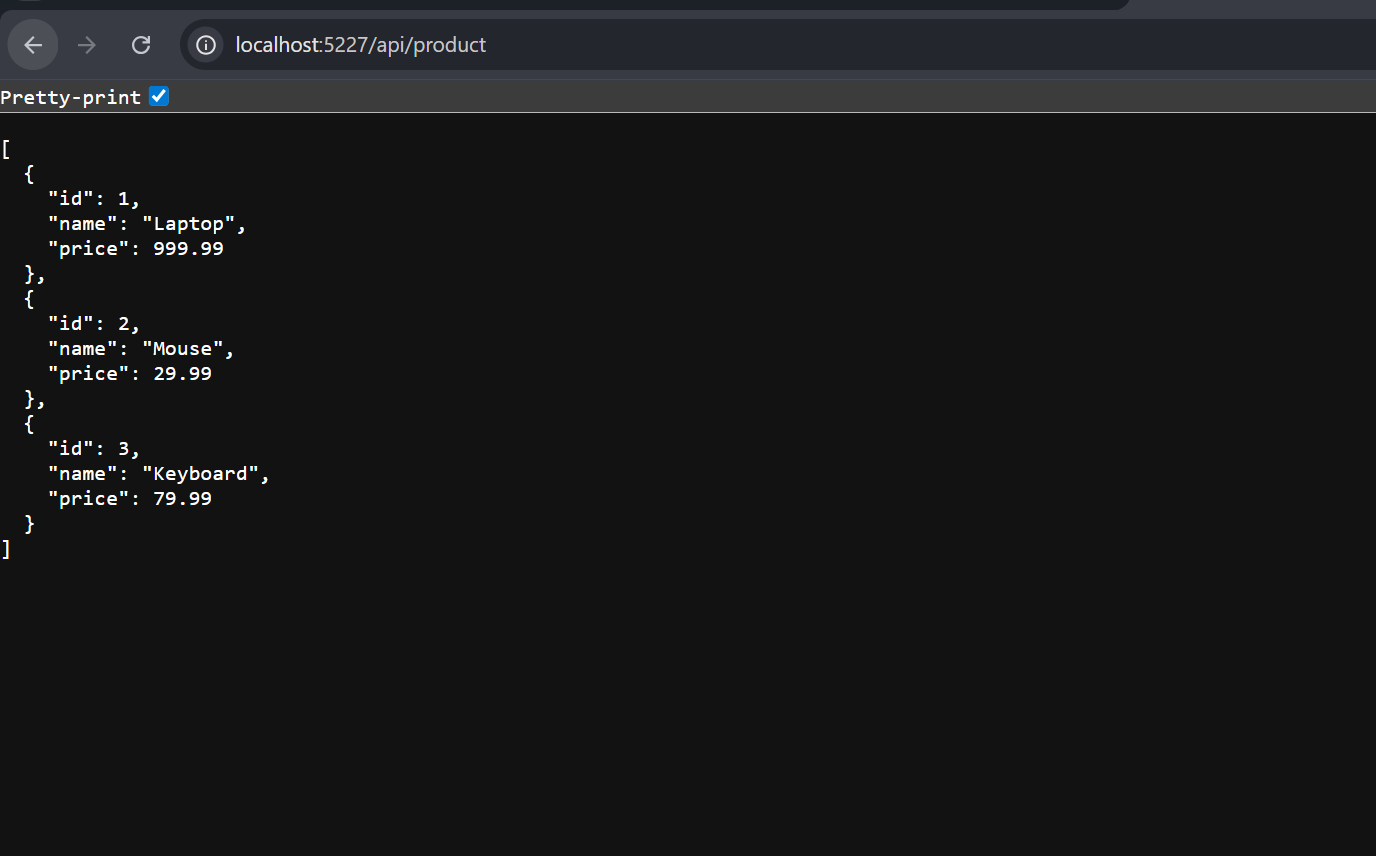 localhost:5227/api/product
Pretty-print
[
  {
    "id": 1,
    "name": "Laptop",
    "price": 999.99
  },
  {
    "id": 2,
    "name": "Mouse",
    "price": 29.99
  },
  {
    "id": 3,
    "name": "Keyboard",
    "price": 79.99
  }
]